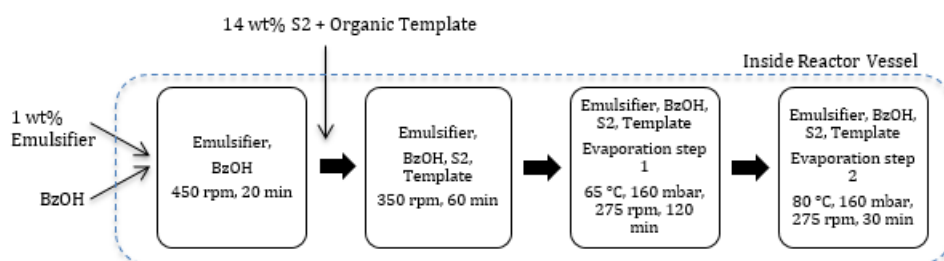 14 wt% S2 + Organic Template
Inside Reactor Vessel
1 wt%
Emulsifier
BzOH
Emulsifier,
BzOH
450 rpm, 20 min
Emulsifier,
BzOH, S2,
Template
350 rpm, 60 min
Emulsifier, BzOH,
S2, Template
Evaporation step
1
65 °C, 160 mbar,
275 rpm, 120
min
Emulsifier, BzOH,
S2, Template
Evaporation step
2
80 °C, 160 mbar,
275 rpm, 30 min